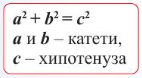 a² + b² = c²
a и b – катети,
c – хипотенуза